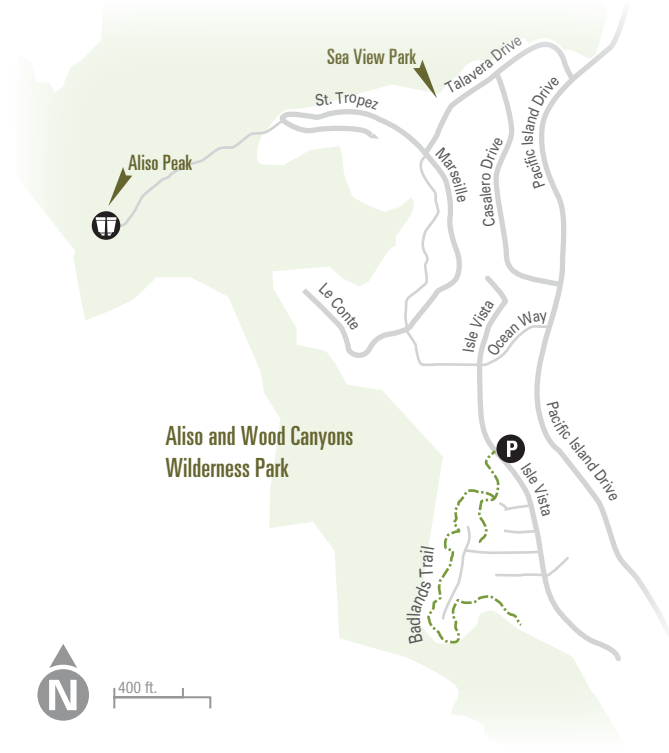 Sea View Park
Talavera Drive
St. Tropez
Pacific Island Drive
Marseille
Casalero Drive
Aliso Peak
Le Conte
Isle Vista
Ocean Way
Aliso and Wood Canyons
Wilderness Park
P
Pacific Island Drive
Isle Vista
Badlands Trail
N
400 ft.